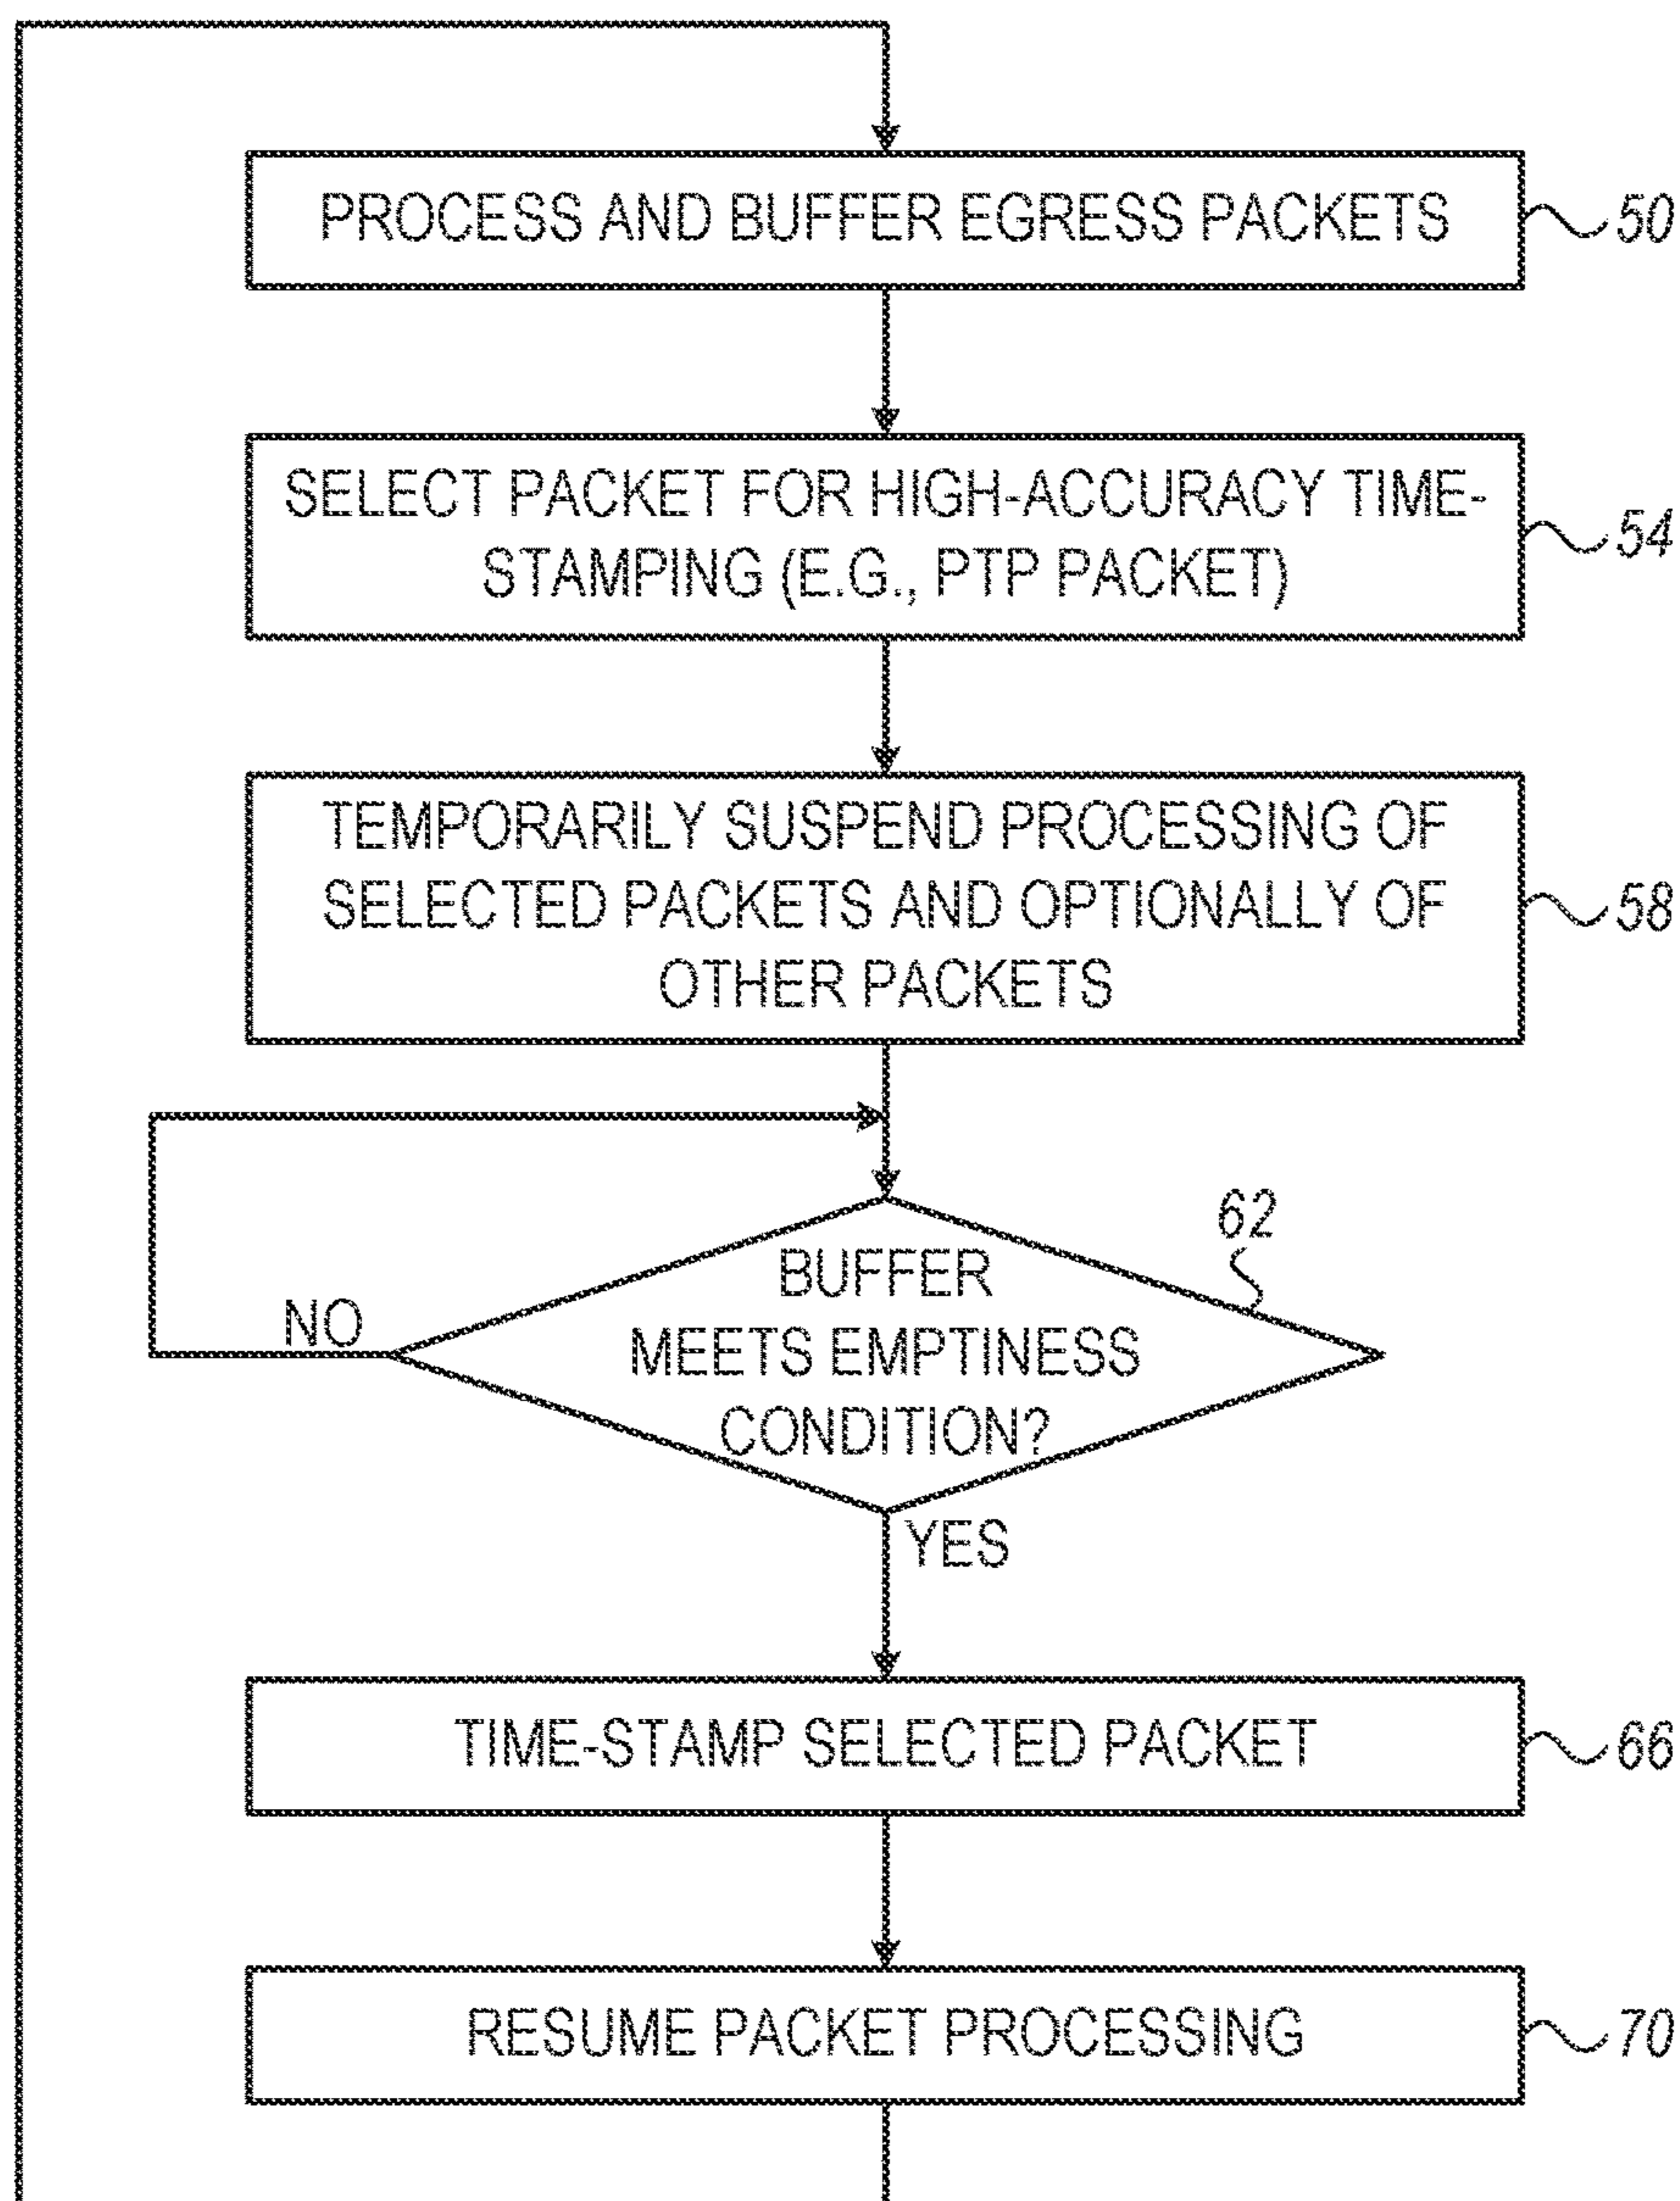 PROCESS AND BUFFER EGRESS PACKETS
50
SELECT PACKET FOR HIGH-ACCURACY TIME-
STAMPING (E.G., PTP PACKET)
54
TEMPORARILY SUSPEND PROCESSING OF
SELECTED PACKETS AND OPTIONALLY OF
OTHER PACKETS
58
62
BUFFER
MEETS EMPTINESS
CONDITION?
NO
YES
TIME-STAMP SELECTED PACKET
66
RESUME PACKET PROCESSING
70